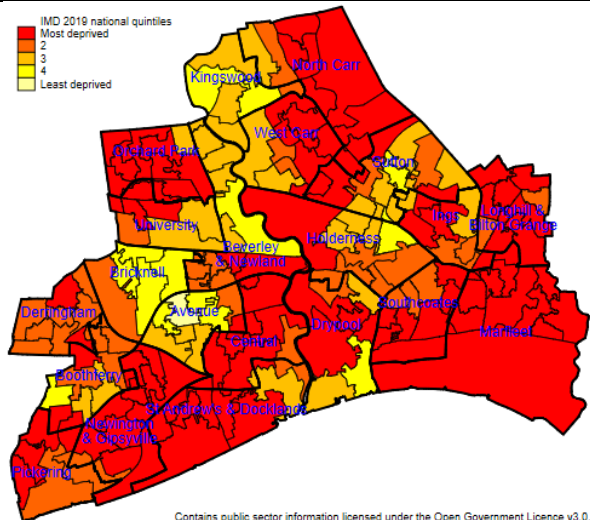 IMD 2019 national quintiles
Most deprived
2
3
4
Least deprived
Kingswood
North Carr
West Carr
Orchard Park
Sutton
University
Ings
Longhill &
Bilton Grange
Holderness
Beverley
& Newland
Bricknell
Derringham
Avenue
Southcoates
Drypool
Marfleet
Central
Boothferry
St Andrew's & Docklands
Newington
& Gipsyville
Pickering
Contains public sector information licensed under the Open Government Licence v3.0.